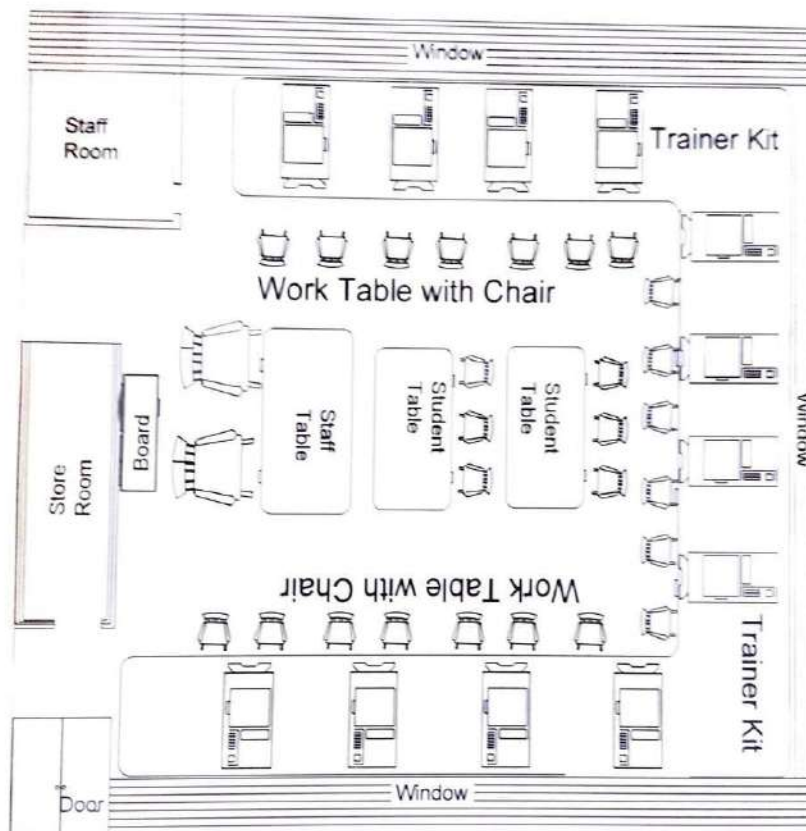 Window
Staff
Room
Trainer Kit
Work Table with Chair
Window
Store
Room
Board
Staff
Table
Student
Table
Student
Table
Work Table with Chair
Trainer Kit
Door
Window